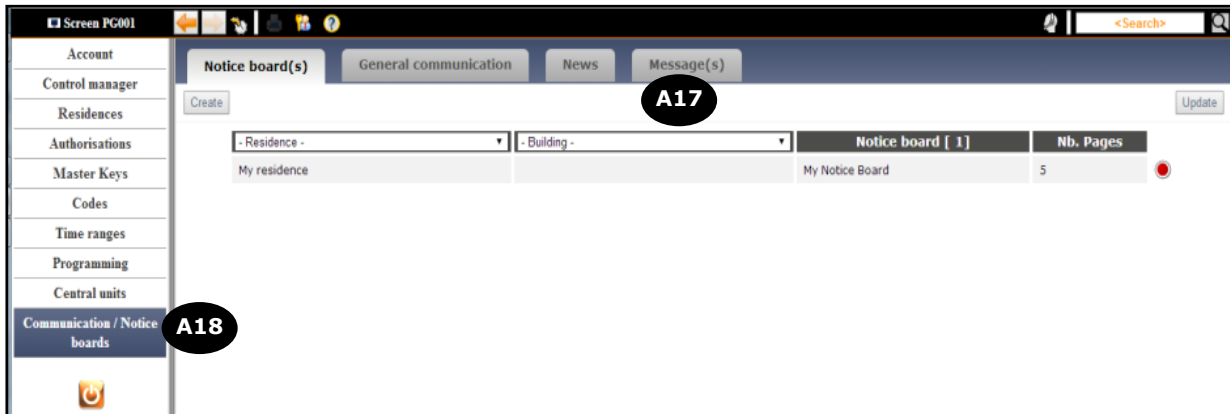 Screen PG001
<Search>
Account
Control manager
Residences
Authorisations
Master Keys
Codes
Time ranges
Programming
Central units
Communication / Notice
boards
A18
Notice board(s) General communication News Message(s)
A17
Create Update
- Residence - - Building - Notice board [ 1] Nb. Pages
My residence My Notice Board 5